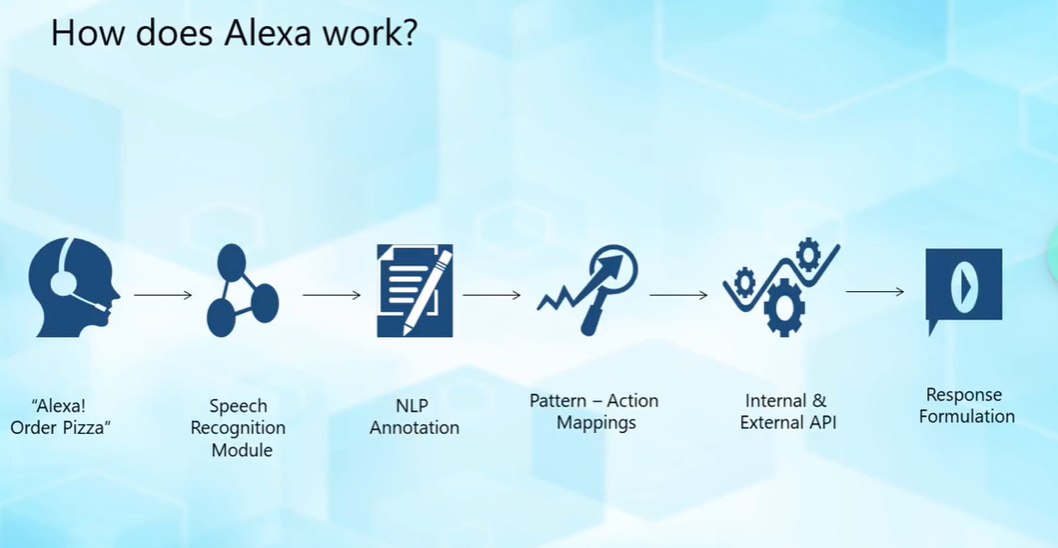 How does Alexa work?
“Alexa!
Order Pizza”
Speech
Recognition
Module
NLP
Annotation
Pattern – Action
Mappings
Internal &
External API
Response
Formulation